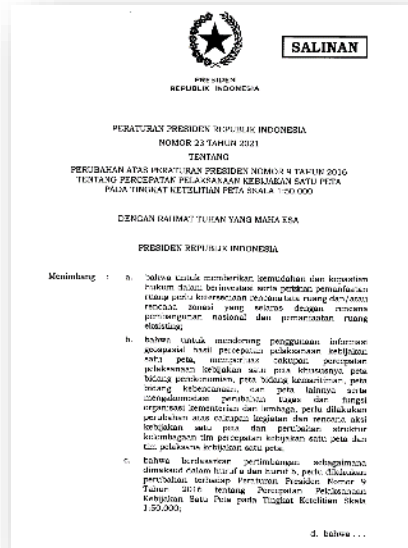 SALINAN
PRESIDEN
REPUBLIK INDONESIA
PERATURAN PRESIDEN REPUBLIK INDONESIA
NOMOR 23 TAHUN 2021
TENTANG
PERUBAHAN ATAS PERATURAN PRESIDEN NOMOR 9 TAHUN 2016
TENTANG PERCEPATAN PELAKSANAAN KEBIJAKAN SATU PETA
PADA TINGKAT KETELITIAN PETA SKALA 1:50.000
DENGAN RAHMAT TUHAN YANG MAHA ESA
PRESIDEN REPUBLIK INDONESIA
Menimbang : a. bahwa untuk memberikan kemudahan dan kepastian
hukum dalam berinvestasi serta perizinan pemanfaatan
ruang perlu ketersediaan rencana tata ruang dan/atau
rencana zonasi yang selaras dengan rencana
pembangunan nasional dan pemanfaatan ruang
eksisting;
b. bahwa untuk mendorong penggunaan informasi
geospasial hasil percepatan pelaksanaan kebijakan
satu peta, memperluas cakupan percepatan
pelaksanaan kebijakan satu peta khususnya peta
bidang perekonomian, peta bidang kemaritiman, peta
bidang kebencanaan, dan peta lainnya serta
mengakomodasi perubahan tugas dan fungsi
organisasi kementerian dan lembaga, perlu dilakukan
perubahan atas cakupan kegiatan dan rencana aksi
kebijakan satu peta dan perubahan struktur
kelembagaan tim percepatan kebijakan satu peta dan
tim pelaksana kebijakan satu peta;
c. bahwa berdasarkan pertimbangan sebagaimana
dimaksud dalam huruf a dan huruf b, perlu dilakukan
perubahan terhadap Peraturan Presiden Nomor 9
Tahun 2016 tentang Percepatan Pelaksanaan
Kebijakan Satu Peta pada Tingkat Ketelitian Skala
1:50.000;
d. bahwa . . .